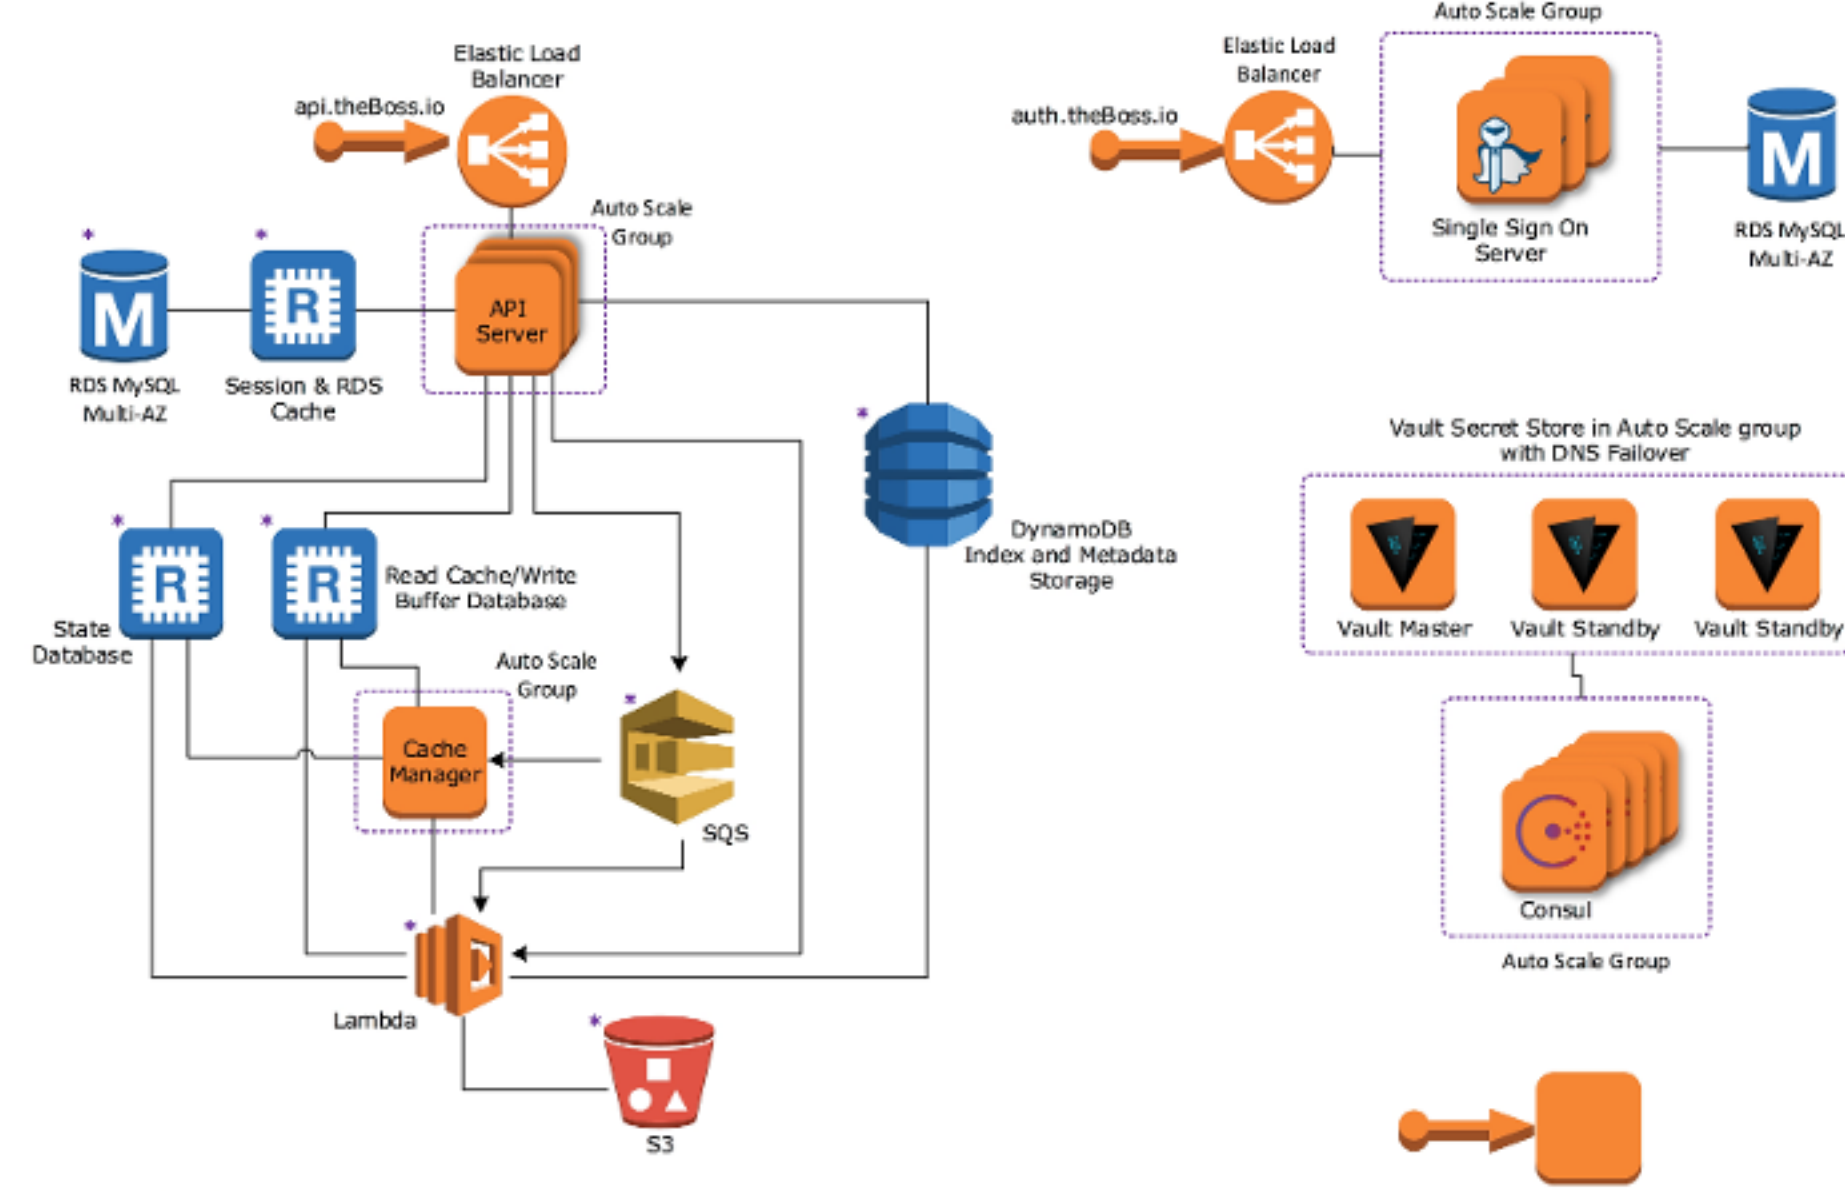 Elastic Load
Balancer
api.theBoss.io
Auto Scale
Group
*
*
M
RDS MySQL
Multi-AZ
R
Session & RDS
Cache
API
Server
*
DynamoDB
Index and Metadata
Storage
*
*
R
R
State
Database
Read Cache/Write
Buffer Database
Auto Scale
Group
*
Cache
Manager
SQS
*
Lambda
*
S3
Auto Scale Group
Elastic Load
Balancer
auth.theBoss.io
Single Sign On
Server
M
RDS MySQL
Multi-AZ
Vault Secret Store in Auto Scale group
with DNS Failover
Vault Master
Vault Standby
Vault Standby
Consul
Auto Scale Group